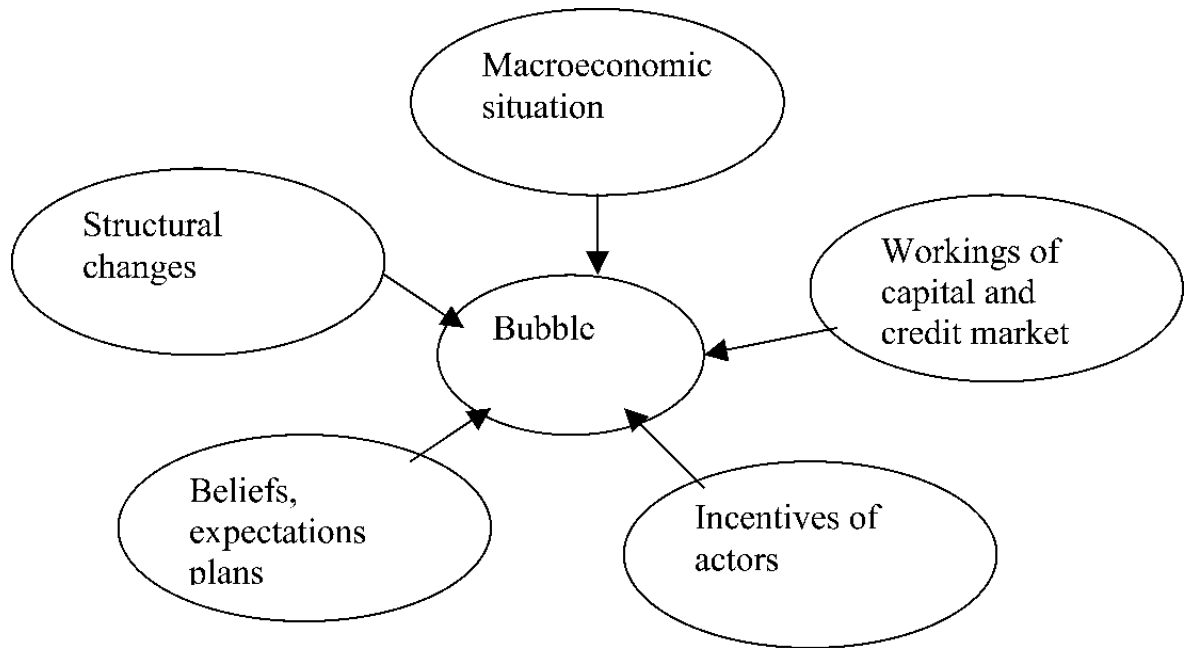 Macroeconomic
situation
Structural
changes
Workings of
capital and
credit market
Bubble
Beliefs,
expectations
plans
Incentives of
actors